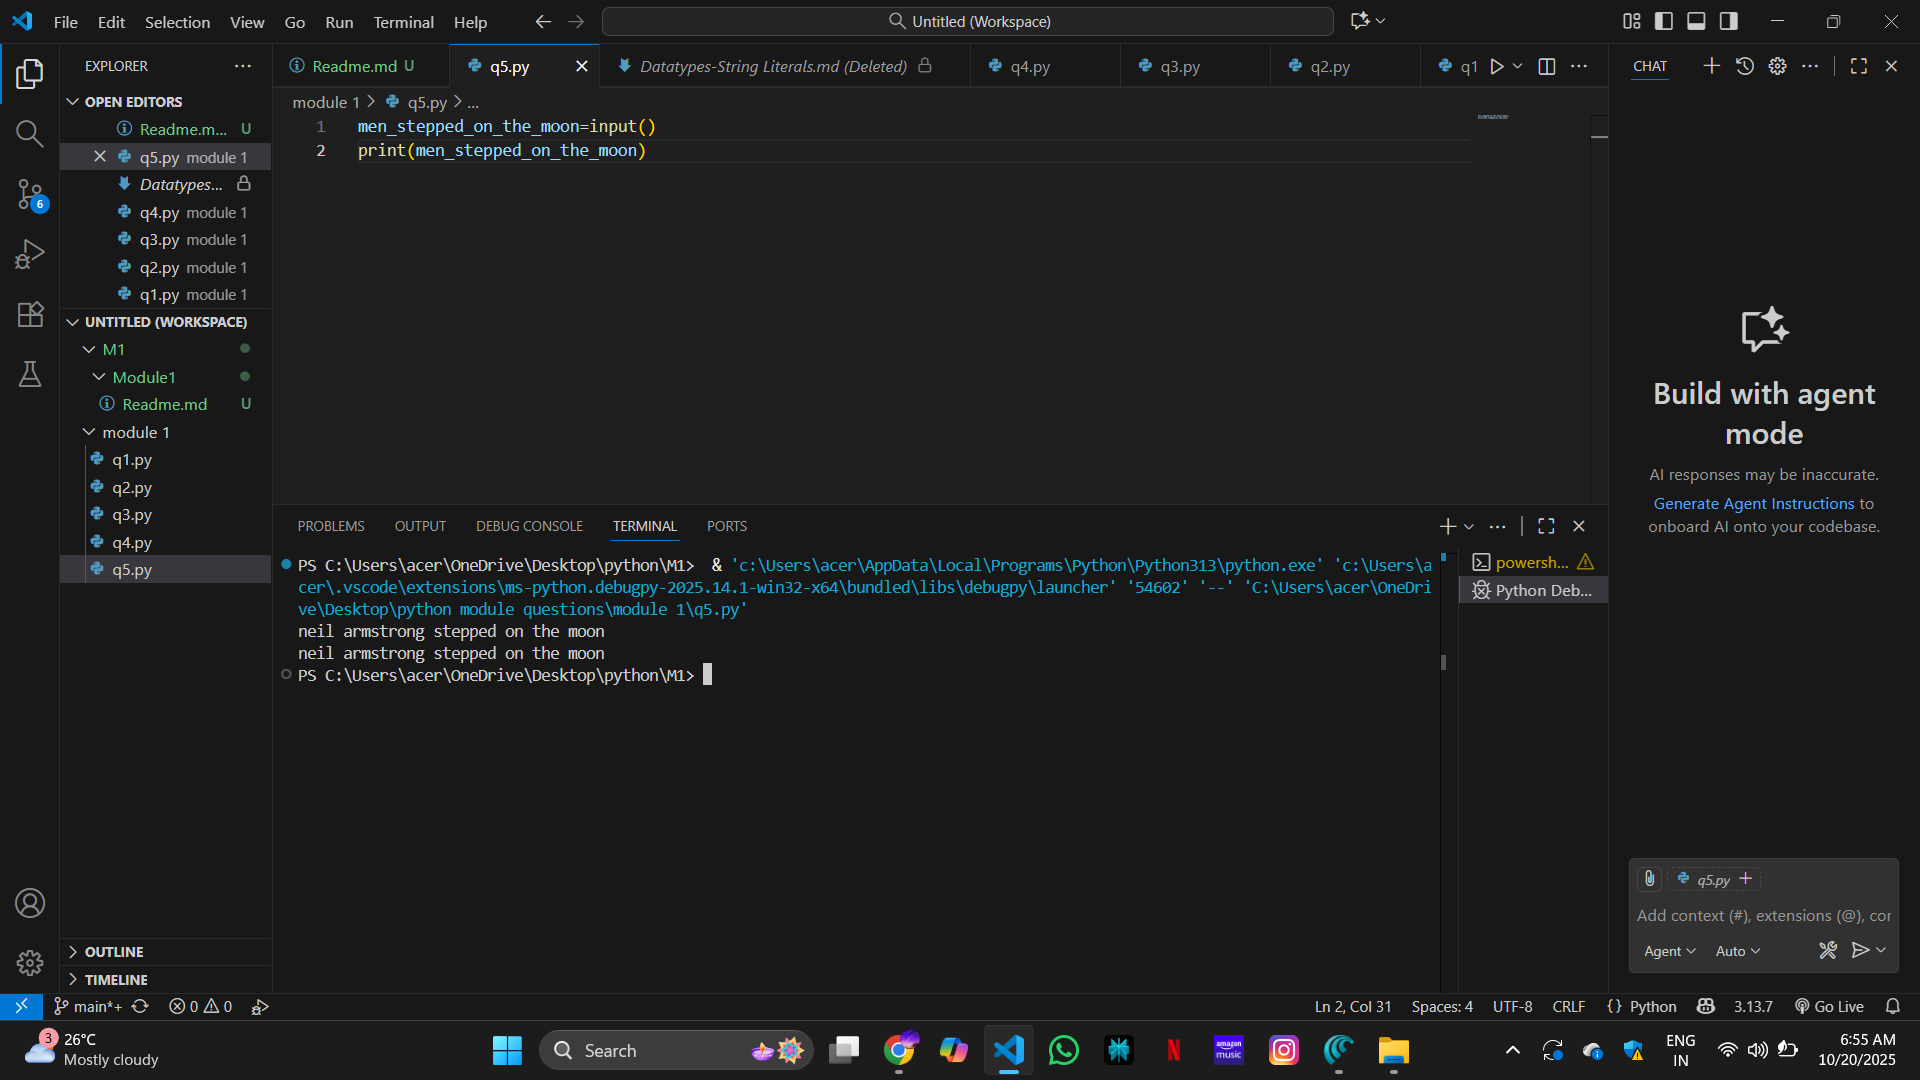 File Edit Selection View Go Run Terminal Help
Untitled (Workspace)
EXPLORER
OPEN EDITORS
Readme.m... U
q5.py module 1
Datatypes...
q4.py module 1
q3.py module 1
q2.py module 1
q1.py module 1
UNTITLED (WORKSPACE)
M1
Module1
Readme.md U
module 1
q1.py
q2.py
q3.py
q4.py
q5.py
OUTLINE
TIMELINE
6
Readme.md U
q5.py
Datatypes-String Literals.md (Deleted)
q4.py
q3.py
q2.py
q1
module 1 > q5.py > ...
1 men_stepped_on_the_moon=input()
2 print(men_stepped_on_the_moon)
PROBLEMS OUTPUT DEBUG CONSOLE TERMINAL PORTS
PS C:\Users\acer\OneDrive\Desktop\python\M1> & 'c:\Users\acer\AppData\Local\Programs\Python\Python313\python.exe' 'c:\Users\a
cer\.vscode\extensions\ms-python.debugpy-2025.14.1-win32-x64\bundled\libs\debugpy\launcher' '54602' '--' 'C:\Users\acer\OneDri
ve\Desktop\python module questions\module 1\q5.py'
neil armstrong stepped on the moon
neil armstrong stepped on the moon
PS C:\Users\acer\OneDrive\Desktop\python\M1>
powersh...
Python Deb...
CHAT
Build with agent
mode
AI responses may be inaccurate.
Generate Agent Instructions to
onboard AI onto your codebase.
q5.py
Add context (#), extensions (@), cor
Agent Auto
main*+ 0 0
Ln 2, Col 31 Spaces: 4 UTF-8 CRLF {} Python 3.13.7 Go Live
3
26°C
Mostly cloudy
Search
amazon
music
ENG
IN
6:55 AM
10/20/2025